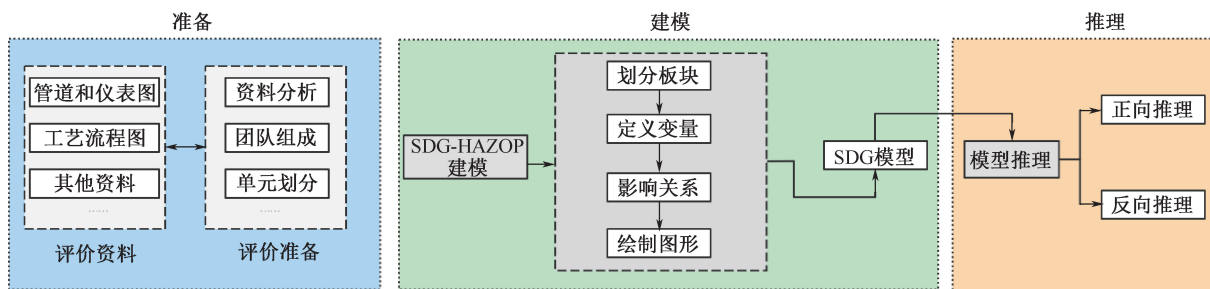 准备
管道和仪表图
工艺流程图
其他资料
……
评价资料
资料分析
团队组成
单元划分
……
评价准备
建模
SDG-HAZOP
建模
划分板块
定义变量
影响关系
绘制图形
SDG模型
推理
模型推理
正向推理
反向推理